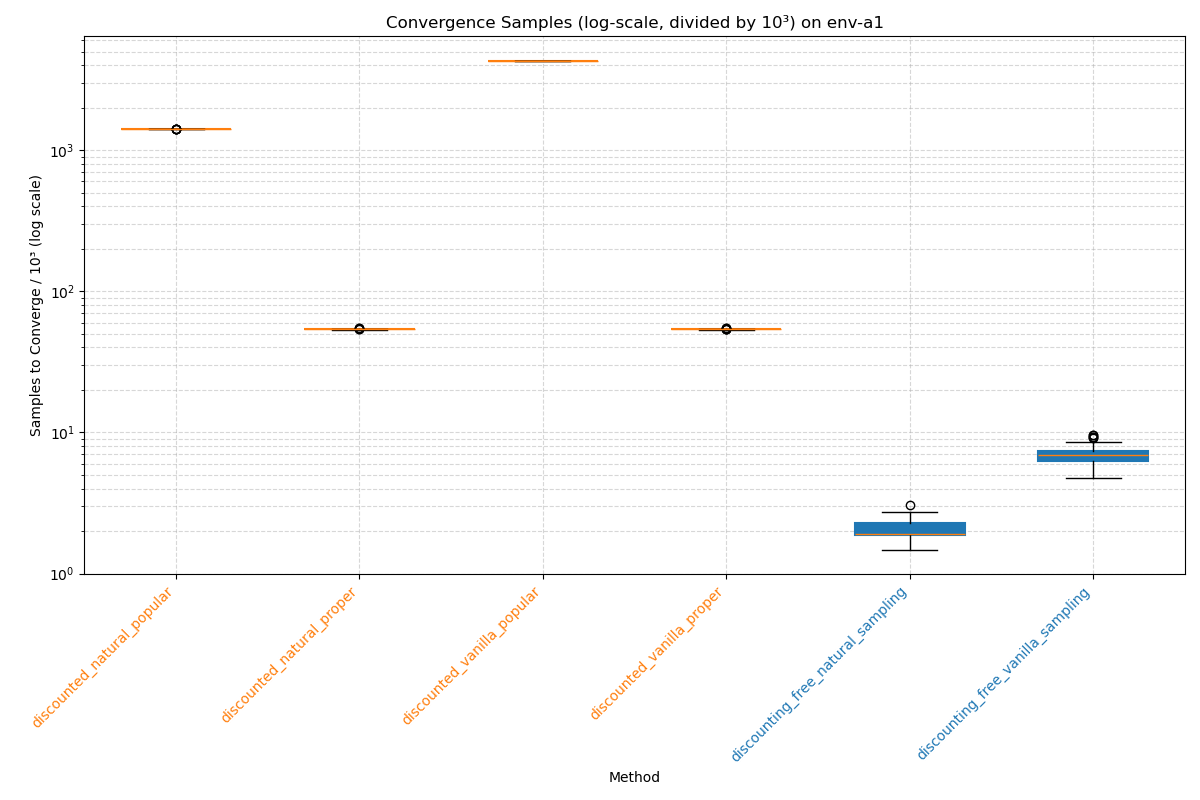 Convergence Samples (log-scale, divided by 10³) on env-a1
Samples to Converge / 10³ (log scale)
10³
10²
10¹
10⁰
discounted_natural_popular
discounted_natural_proper
discounted_vanilla_popular
discounted_vanilla_proper
discounting_free_natural_sampling
discounting_free_vanilla_sampling
Method